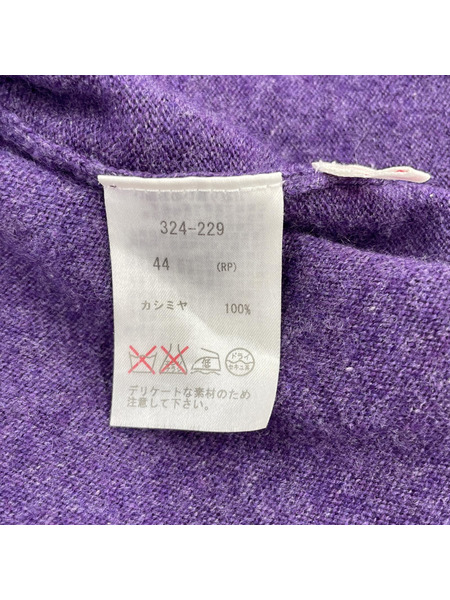 324-229
44 (RP)
カシミヤ 100%
低 ドライ
デリケートな素材のため
注意して下さい。